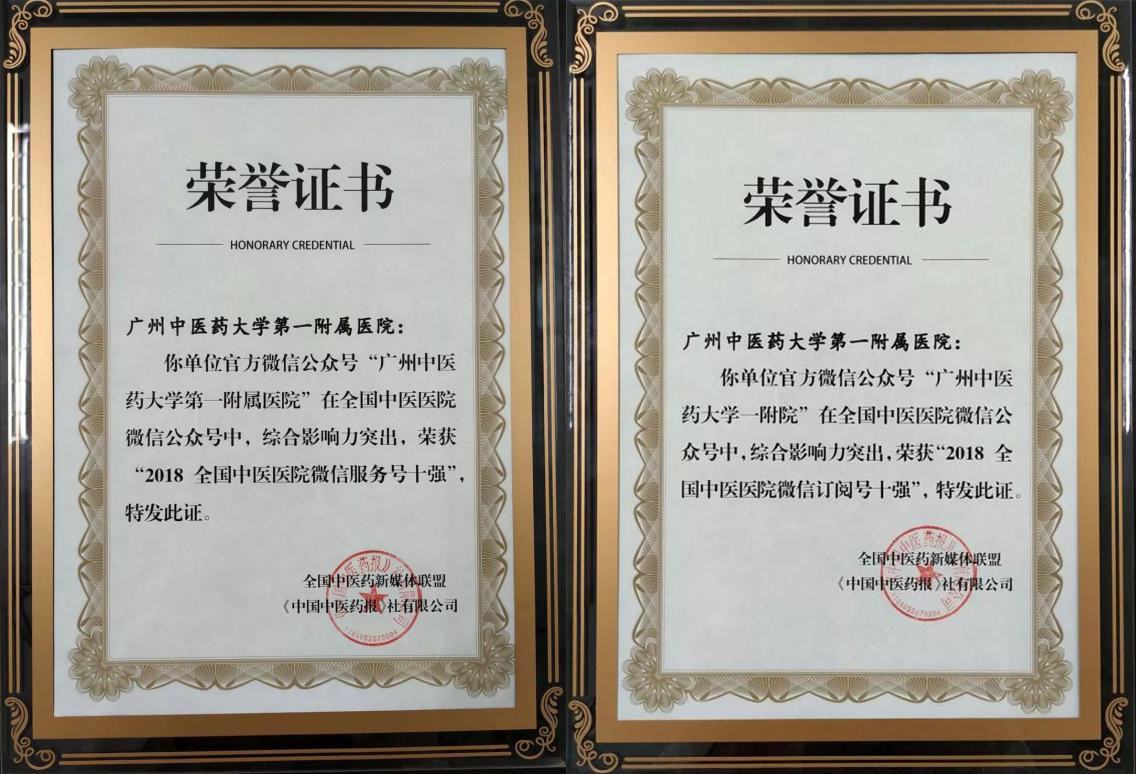 荣誉证书
HONORARY CREDENTIAL
广州中医药大学第一附属医院：
你单位官方微信公众号“广州中医
药大学第一附属医院”在全国中医医院
微信公众号中，综合影响力突出，荣获
“2018 全国中医医院微信服务号十强”，
特发此证。
全国中医药新媒体联盟
《中国中医药报》社有限公司
1101052070604
荣誉证书
HONORARY CREDENTIAL
广州中医药大学第一附属医院：
你单位官方微信公众号“广州中医
药大学一附院”在全国中医医院微信公
众号中，综合影响力突出，荣获“2018 全
国中医医院微信订阅号十强”，特发此证。
全国中医药新媒体联盟
《中国中医药报》社有限公司